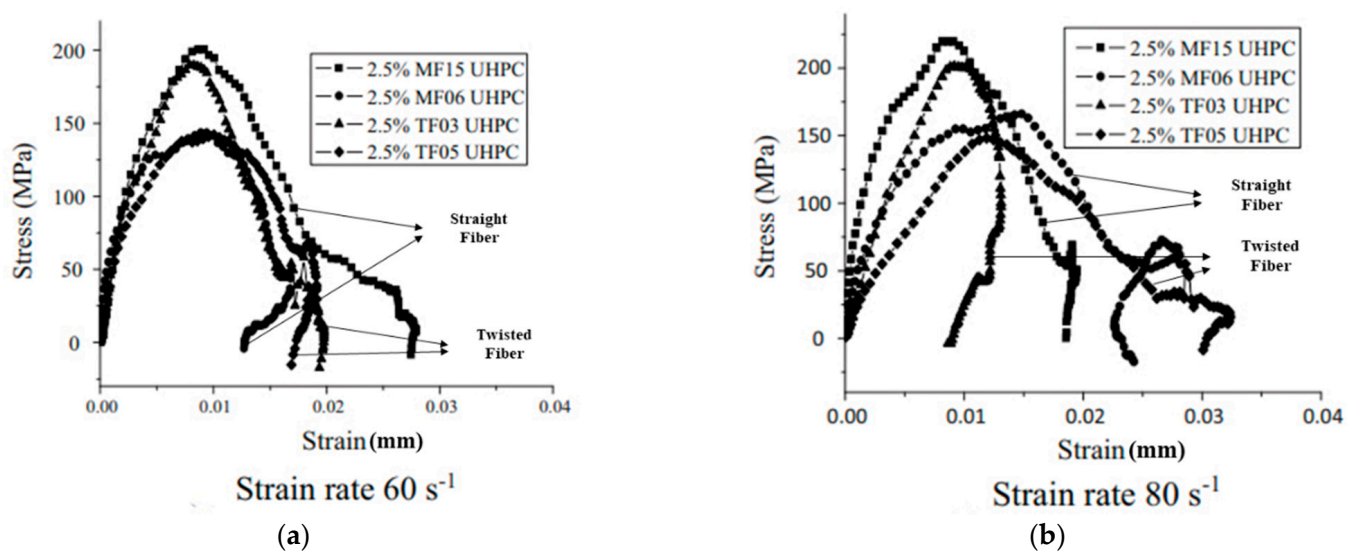 200
150
100
50
0
Stress (MPa)
2.5% MF15 UHPC
2.5% MF06 UHPC
2.5% TF03 UHPC
2.5% TF05 UHPC
Straight
Fiber
Twisted
Fiber
0.00 0.01 0.02 0.03 0.04
Strain (mm)
Strain rate 60 s⁻¹
(a)
200
150
100
50
0
Stress (MPa)
2.5% MF15 UHPC
2.5% MF06 UHPC
2.5% TF03 UHPC
2.5% TF05 UHPC
Straight
Fiber
Twisted
Fiber
0.00 0.01 0.02 0.03 0.04
Strain (mm)
Strain rate 80 s⁻¹
(b)